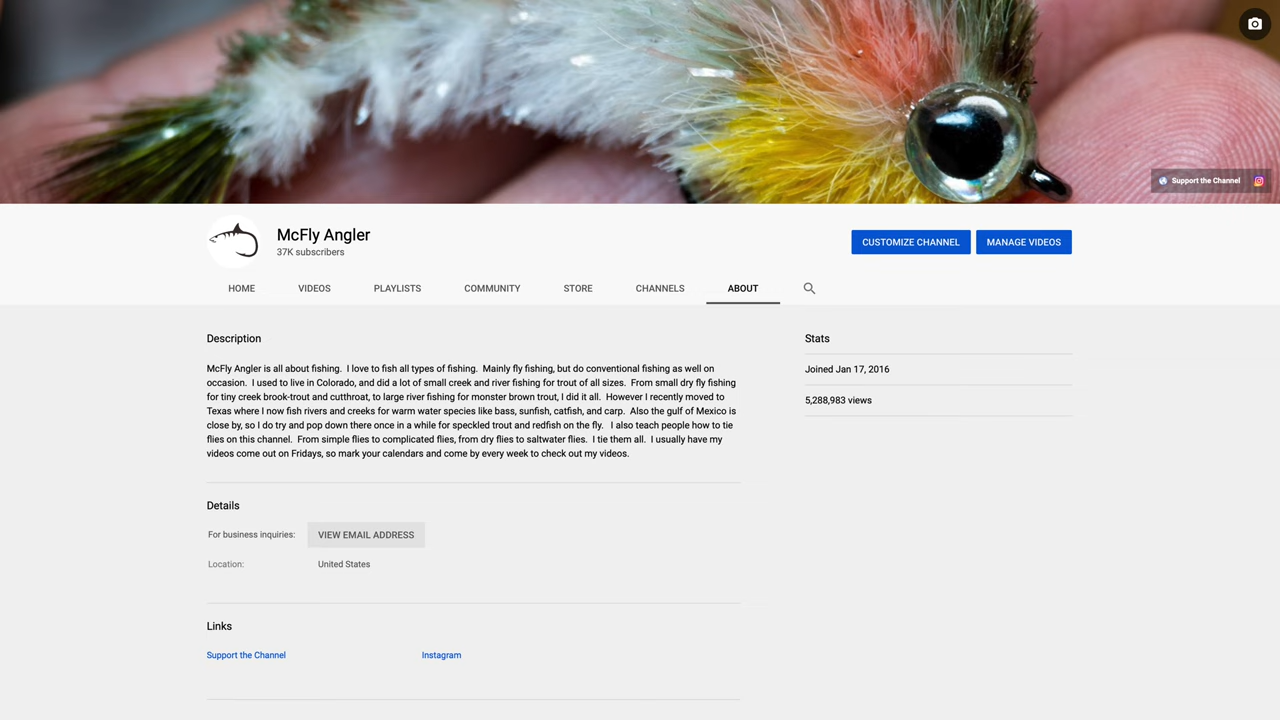 Support the Channel
McFly Angler
37K subscribers
CUSTOMIZE CHANNEL
MANAGE VIDEOS
HOME
VIDEOS
PLAYLISTS
COMMUNITY
STORE
CHANNELS
ABOUT
Description
McFly Angler is all about fishing.  I love to fish all types of fishing.  Mainly fly fishing, but do conventional fishing as well on
occasion.  I used to live in Colorado, and did a lot of small creek and river fishing for trout of all sizes.  From small dry fly fishing
for tiny creek brook-trout and cutthroat, to large river fishing for monster brown trout, I did it all.  However I recently moved to
Texas where I now fish rivers and creeks for warm water species like bass, sunfish, catfish, and carp.  Also the gulf of Mexico is
close by, so I do try and pop down there once in a while for speckled trout and redfish on the fly.   I also teach people how to tie
flies on this channel.  From simple flies to complicated flies, from dry flies to saltwater flies.  I tie them all.  I usually have my
videos come out on Fridays, so mark your calendars and come by every week to check out my videos.
Stats
Joined Jan 17, 2016
5,288,983 views
Details
For business inquiries:
VIEW EMAIL ADDRESS
Location:
United States
Links
Support the Channel
Instagram